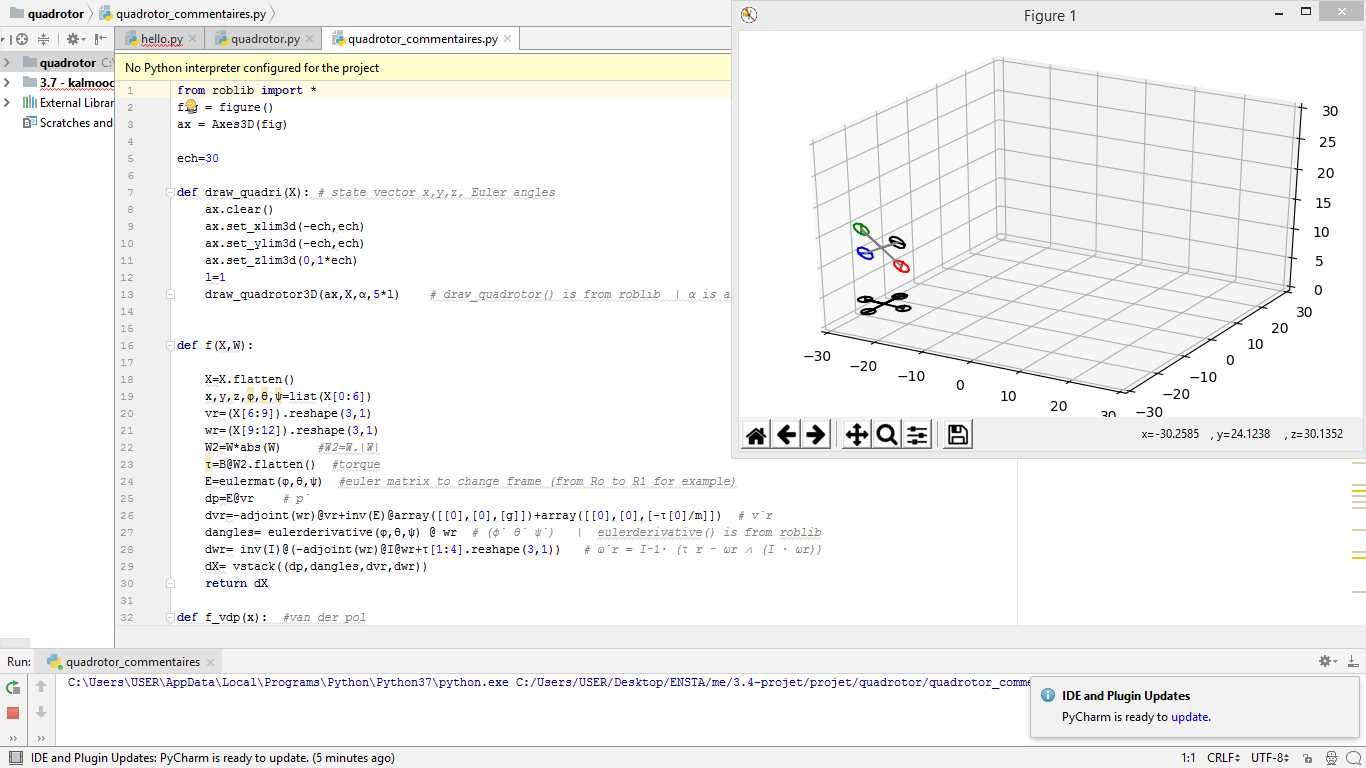 quadrotor
quadrotor_commentaires.py
hello.py
quadrotor.py
quadrotor_commentaires.py
quadrotor C:\
3.7 - kalmooc
External Librar
Scratches and
No Python interpreter configured for the project
1 from roblib import *
2 fig = figure()
3 ax = Axes3D(fig)
4
5 ech=30
6
7 def draw_quadri(X): # state vector x,y,z, Euler angles
8 ax.clear()
9 ax.set_xlim3d(-ech,ech)
10 ax.set_ylim3d(-ech,ech)
11 ax.set_zlim3d(0,1*ech)
12 l=1
13 draw_quadrotor3D(ax,X,α,5*l) # draw_quadrotor() is from roblib | α is a
14
15
16 def f(X,W):
17
18 X=X.flatten()
19 x,y,z,φ,θ,ψ=list(X[0:6])
20 vr=(X[6:9]).reshape(3,1)
21 wr=(X[9:12]).reshape(3,1)
22 W2=W*abs(W) #W2=W.|W|
23 τ=B@W2.flatten() #torque
24 E=eulermat(φ,θ,ψ) #euler matrix to change frame (from Ro to R1 for example)
25 dp=E@vr # p˙
26 dvr=-adjoint(wr)@vr+inv(E)@array([[0],[0],[g]])+array([[0],[0],[-τ[0]/m]]) # v˙r
27 dangles= eulerderivative(φ,θ,ψ) @ wr # (φ˙ θ˙ ψ˙) | eulerderivative() is from roblib
28 dwr= inv(I)@(-adjoint(wr)@I@wr+τ[1:4].reshape(3,1)) # ω˙r = I-1· (τ r - ωr ∧ (I · ωr))
29 dX= vstack((dp,dangles,dvr,dwr))
30 return dX
31
32 def f_vdp(x): #van der pol
Figure 1
30
25
20
15
10
5
0
30
20
10
0
−10
−20
−30
−30
−20
−10
0
10
20
30
x=-30.2585 , y=24.1238 , z=30.1352
Run: quadrotor_commentaires
C:\Users\USER\AppData\Local\Programs\Python\Python37\python.exe C:/Users/USER/Desktop/ENSTA/me/3.4-projet/projet/quadrotor/quadrotor_comme
IDE and Plugin Updates
PyCharm is ready to update.
IDE and Plugin Updates: PyCharm is ready to update. (5 minutes ago)
1:1 CRLF UTF-8